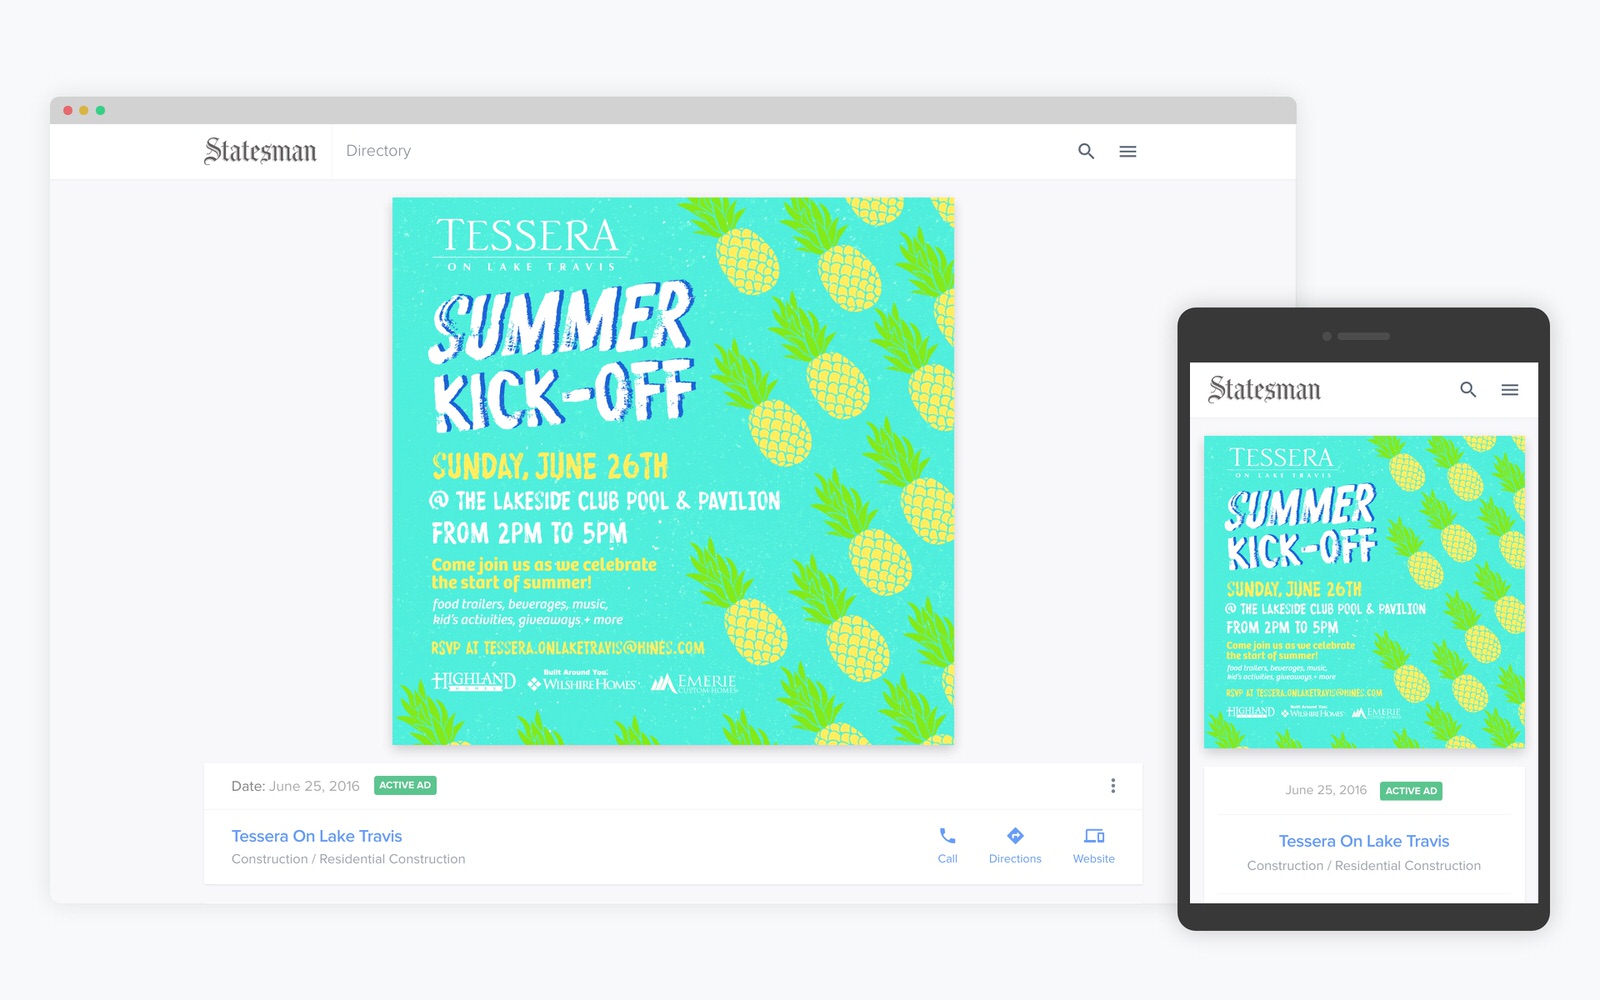 Statesman
Directory
TESSERA
ON LAKE TRAVIS
SUMMER
KICK-OFF
SUNDAY, JUNE 26TH
@ THE LAKESIDE CLUB POOL & PAVILION
FROM 2PM TO 5PM
Come join us as we celebrate
the start of summer!
food trailers, beverages, music,
kid's activities, giveaways + more
RSVP AT TESSERA.ONLAKETRAVIS@HINES.COM
HIGHLAND
HOMES
Built Around You.
WILSHIRE HOMES
EMERIE
CUSTOM HOMES
Date: June 25, 2016
ACTIVE AD
Tessera On Lake Travis
Construction / Residential Construction
Call
Directions
Website
Statesman
TESSERA
ON LAKE TRAVIS
SUMMER
KICK-OFF
SUNDAY, JUNE 26TH
@ THE LAKESIDE CLUB POOL & PAVILION
FROM 2PM TO 5PM
Come join us as we celebrate
the start of summer!
food trailers, beverages, music,
kid's activities, giveaways + more
RSVP AT TESSERA.ONLAKETRAVIS@HINES.COM
HIGHLAND
Built Around You.
WILSHIRE HOMES
EMERIE
June 25, 2016
ACTIVE AD
Tessera On Lake Travis
Construction / Residential Construction